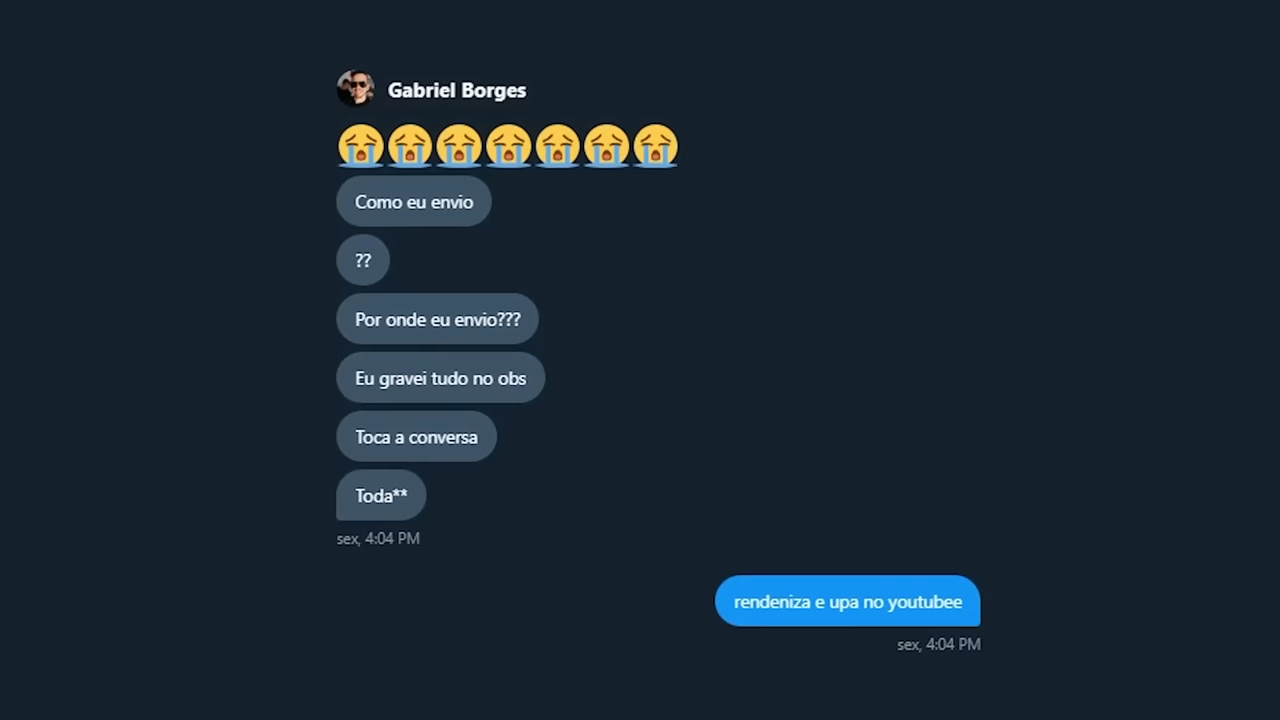 Gabriel Borges
😭😭😭😭😭😭😭
Como eu envio
??
Por onde eu envio???
Eu gravei tudo no obs
Toca a conversa
Toda**
sex, 4:04 PM
rendeniza e upa no youtubee
sex, 4:04 PM